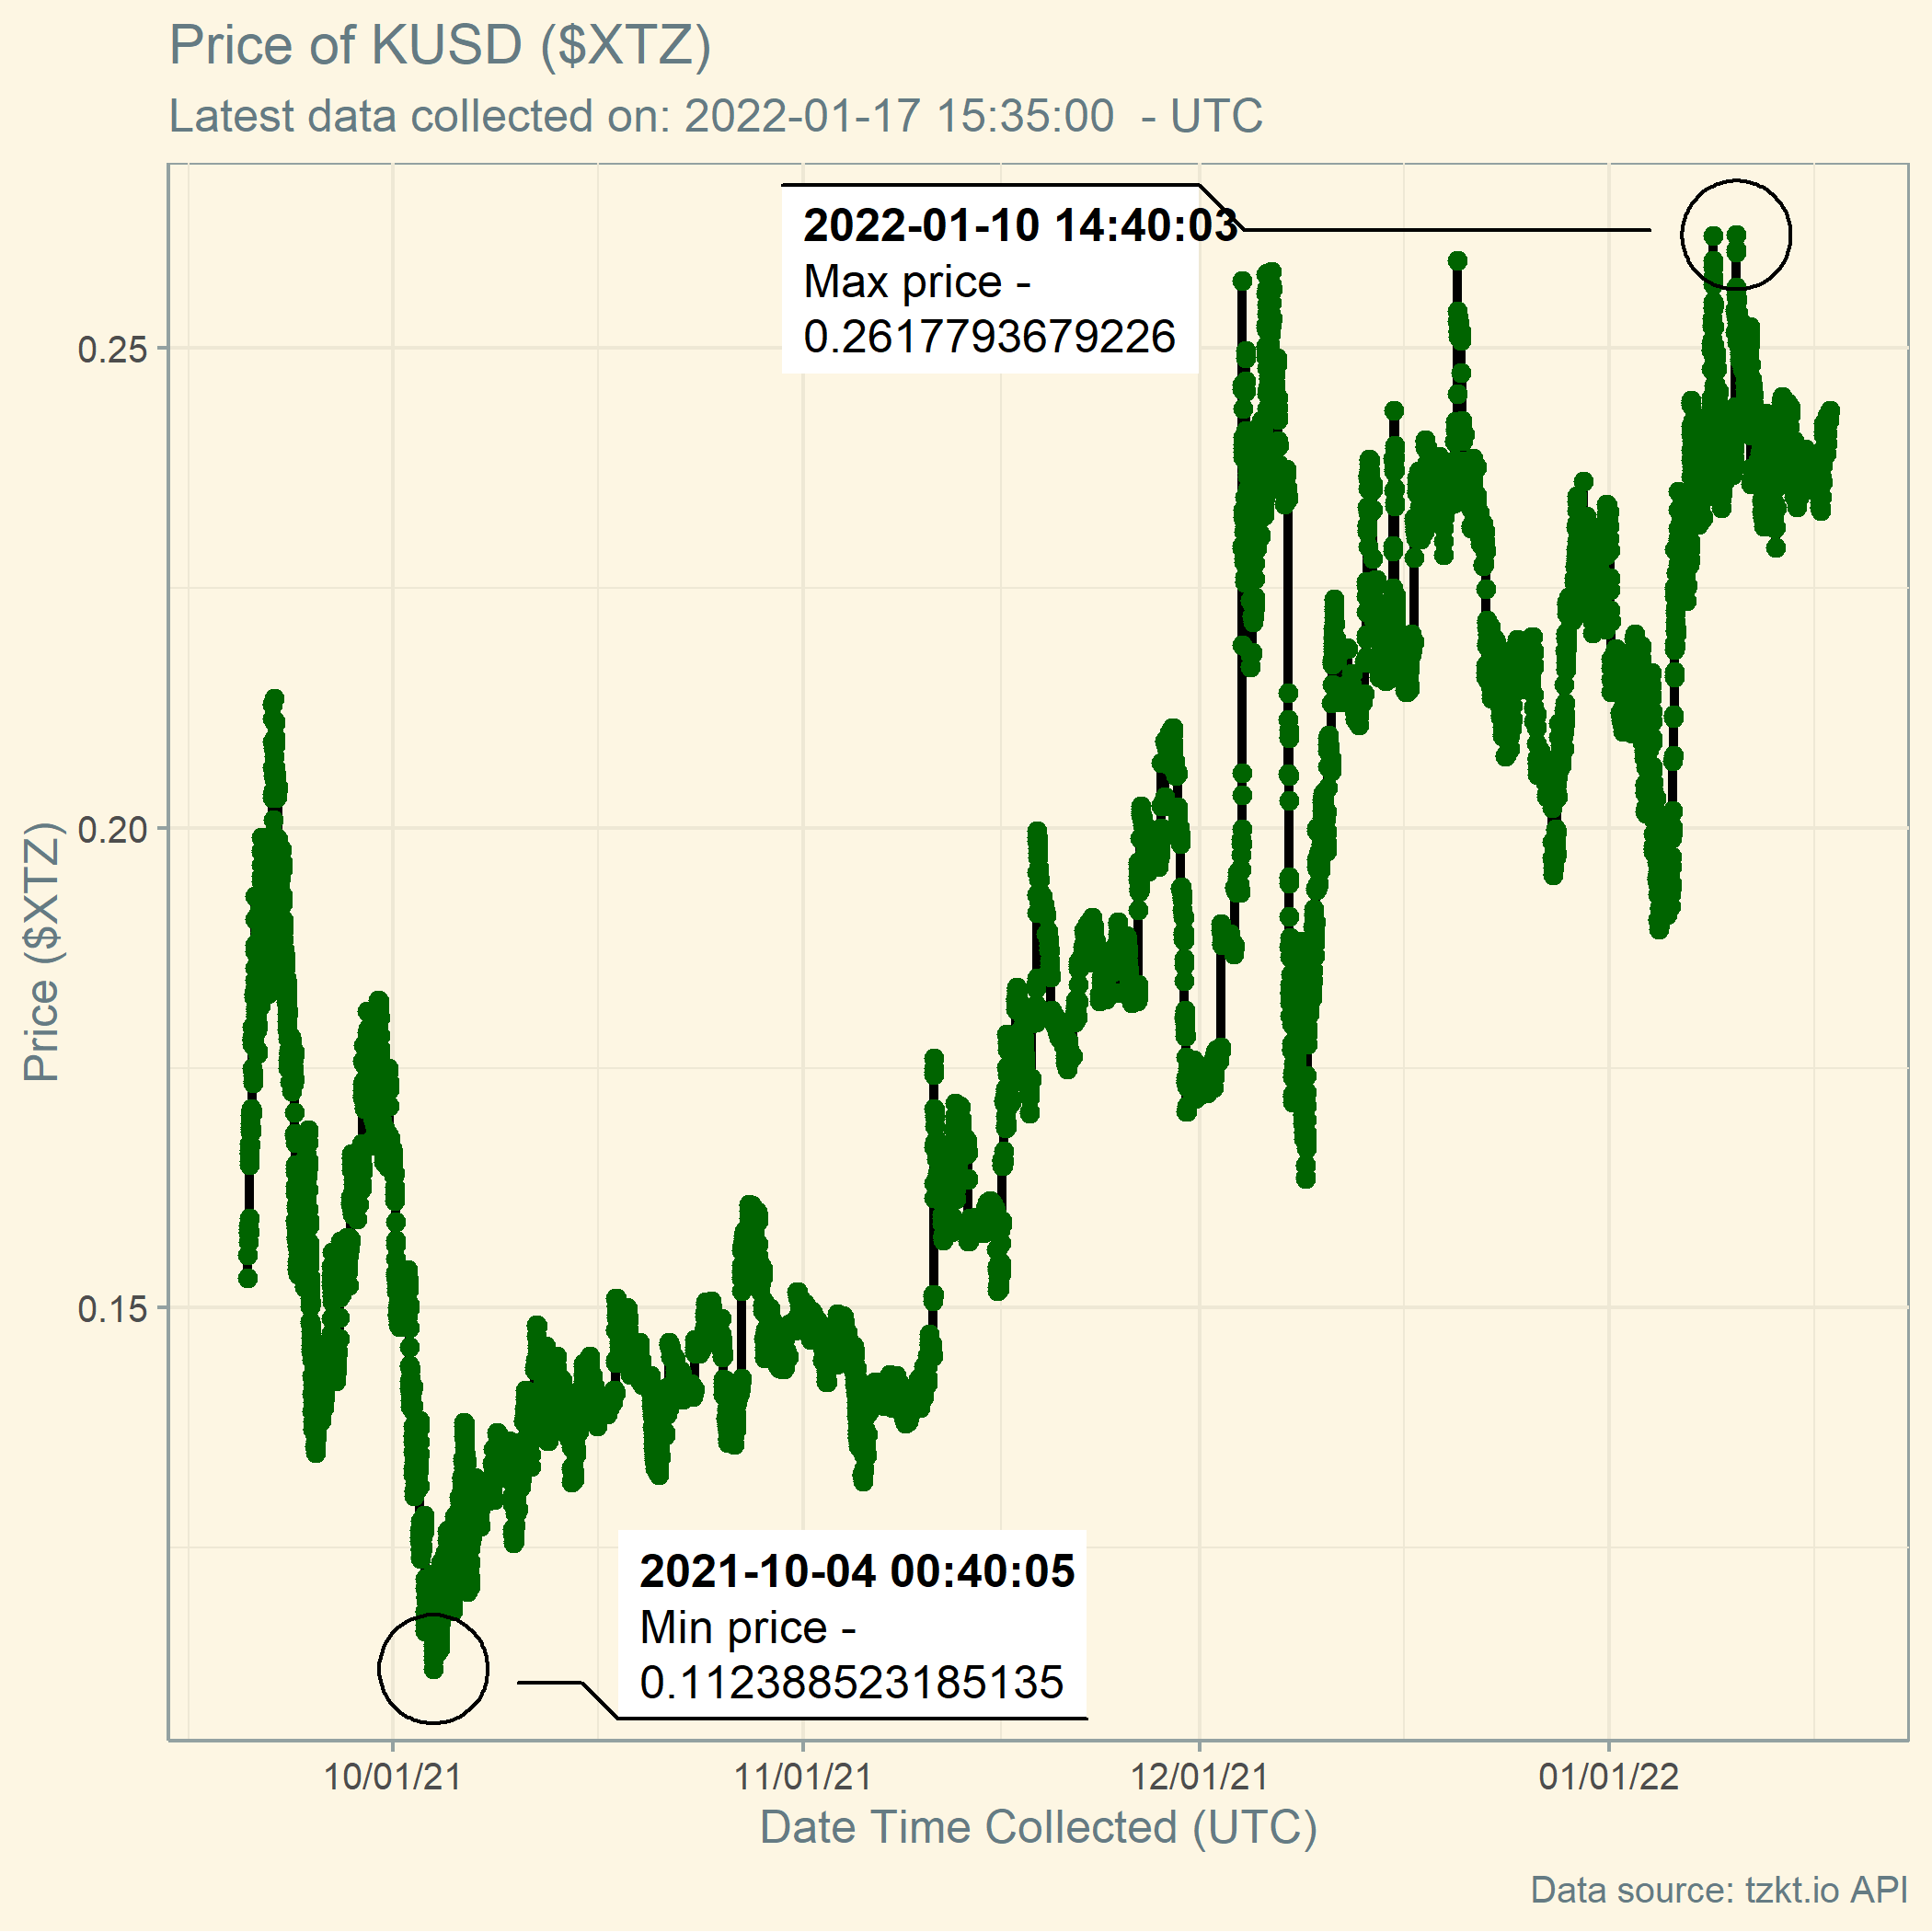 Price of KUSD ($XTZ)
Latest data collected on: 2022-01-17 15:35:00  - UTC
2022-01-10 14:40:03
Max price -
0.2617793679226
0.25
0.20
0.15
Price ($XTZ)
2021-10-04 00:40:05
Min price -
0.112388523185135
10/01/21
11/01/21
12/01/21
01/01/22
Date Time Collected (UTC)
Data source: tzkt.io API